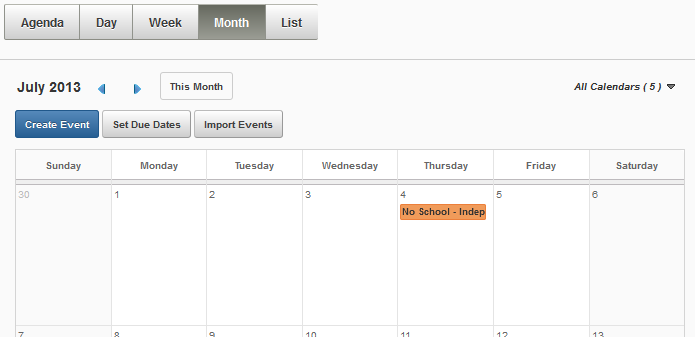 Agenda Day Week Month List
July 2013 This Month All Calendars ( 5 )
Create Event Set Due Dates Import Events
Sunday Monday Tuesday Wednesday Thursday Friday Saturday
30 1 2 3 4 5 6
No School - Indep
7 8 9 10 11 12 13